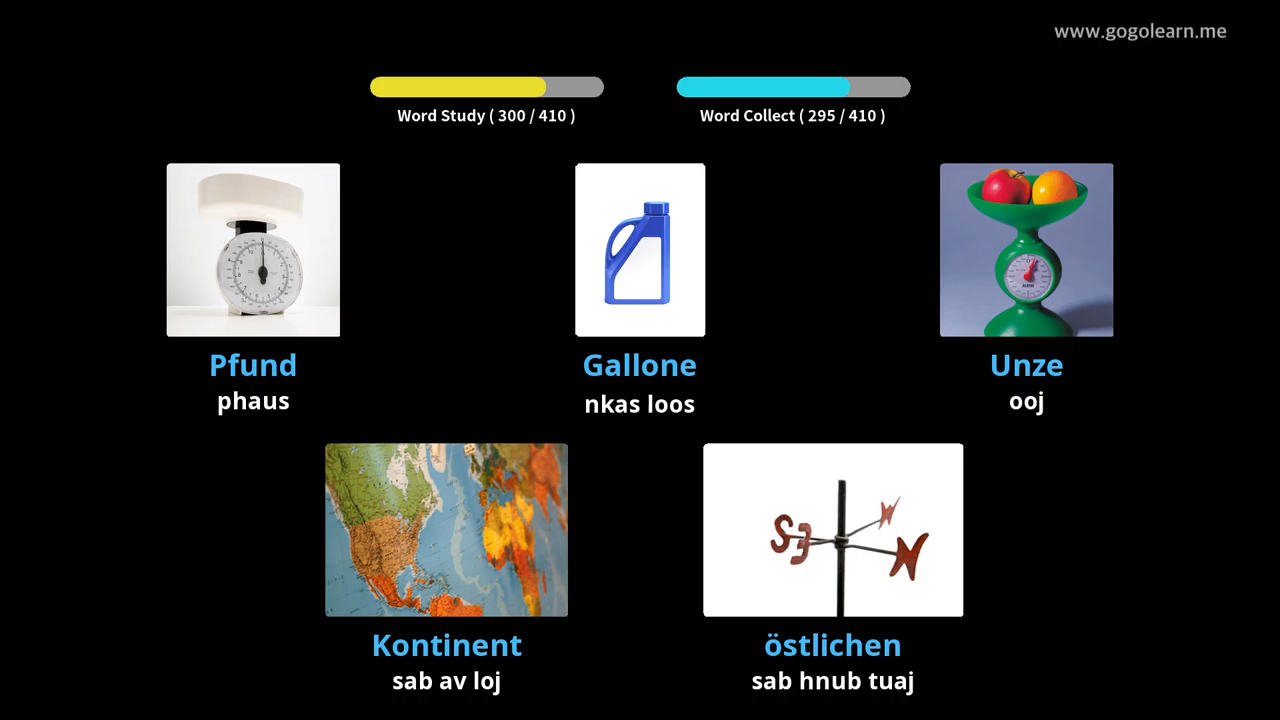 www.gogolearn.me
Word Study ( 300 / 410 )
Word Collect ( 295 / 410 )
Pfund
phaus
Gallone
nkas loos
Unze
ooj
S E N
Kontinent
sab av loj
östlichen
sab hnub tuaj